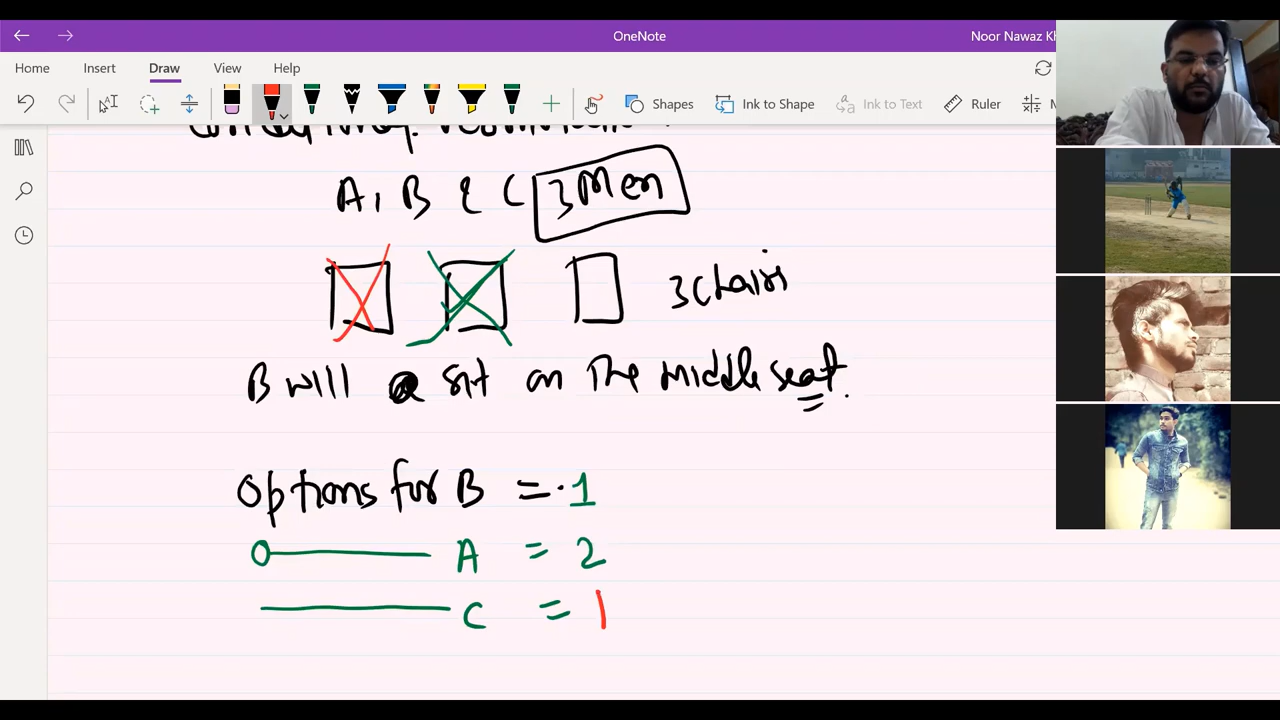 OneNote
Noor Nawaz Kh
Home Insert Draw View Help
Shapes Ink to Shape Ink to Text Ruler M
A, B & C 3 Men
3 chairs
B will sit on the middle seat.
Options for B = 1
O A = 2
C = 1